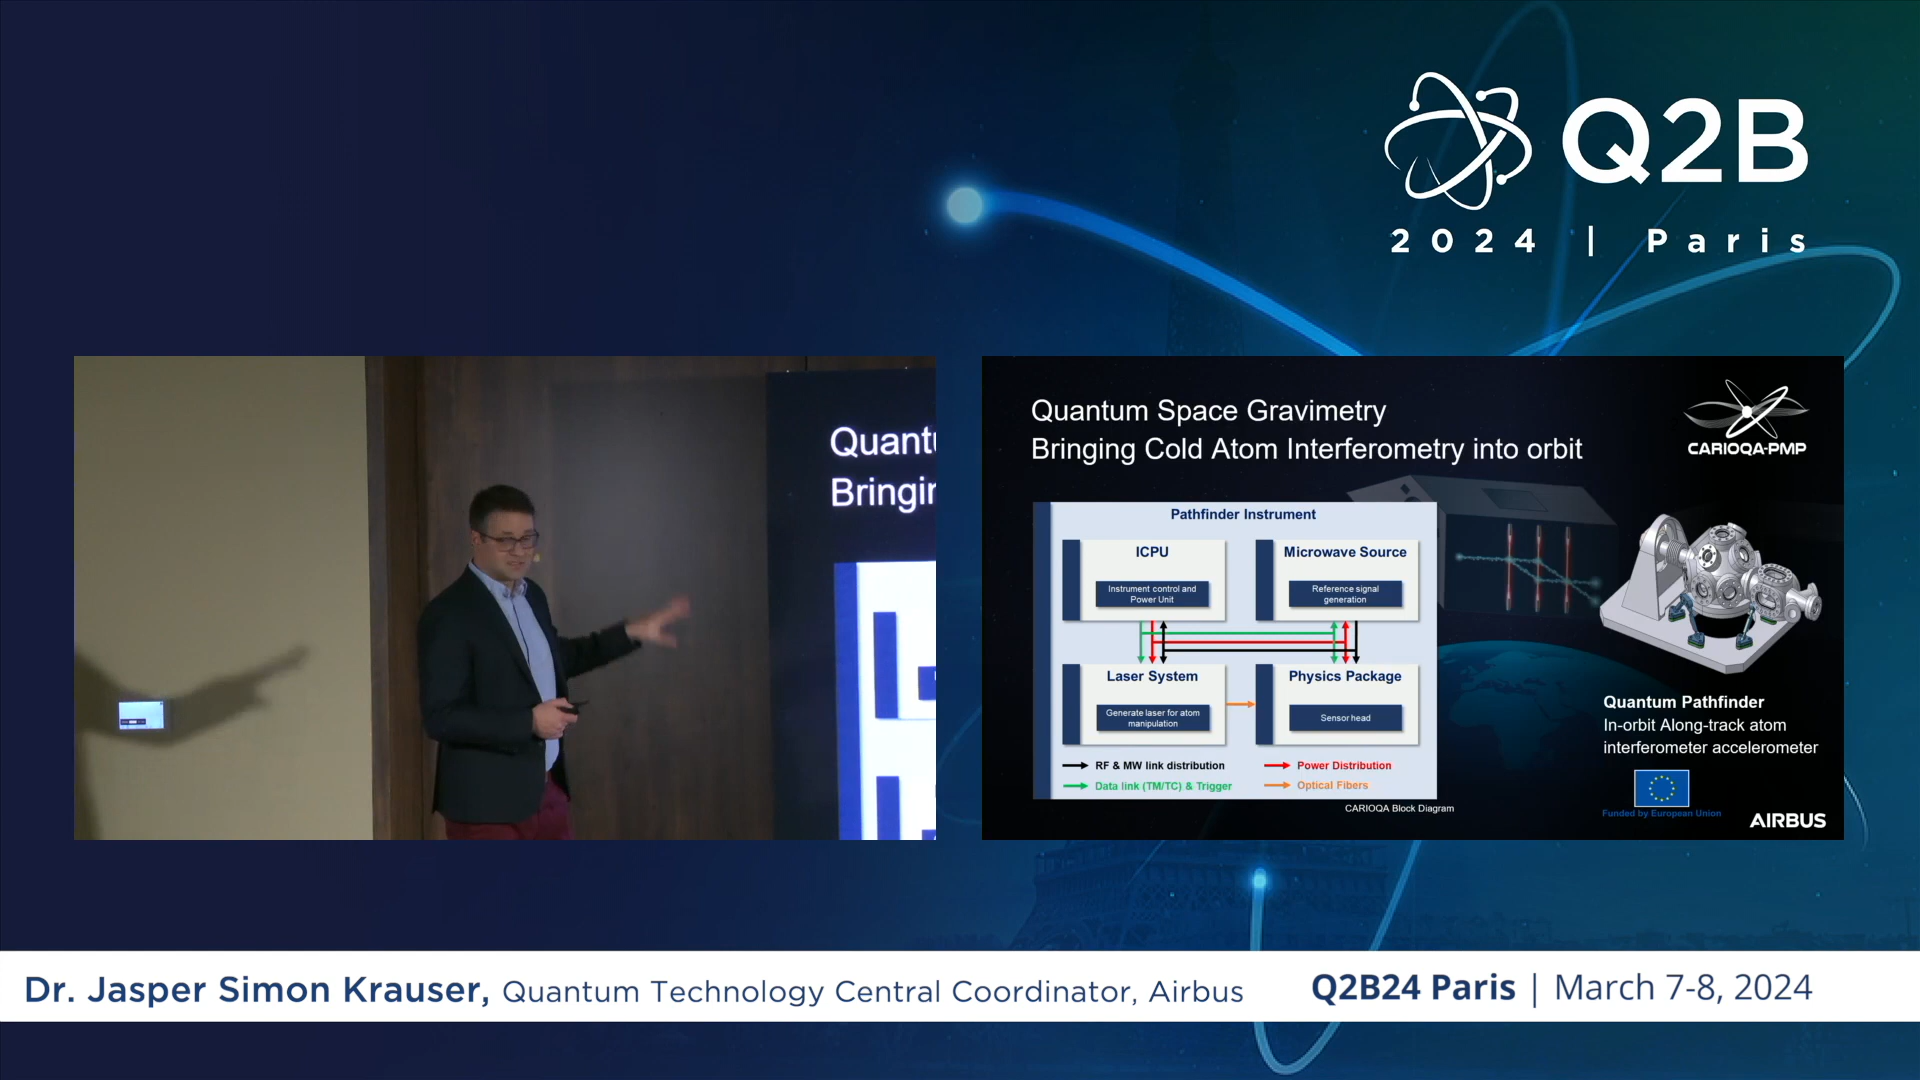 Q2B
2024 | Paris
Quant
Bringin
Quantum Space Gravimetry
Bringing Cold Atom Interferometry into orbit
CARIOQA-PMP
Pathfinder Instrument
ICPU
Instrument control and
Power Unit
Microwave Source
Reference signal
generation
Laser System
Generate laser for atom
manipulation
Physics Package
Sensor head
RF & MW link distribution
Power Distribution
Data link (TM/TC) & Trigger
Optical Fibers
CARIOQA Block Diagram
Quantum Pathfinder
In-orbit Along-track atom
interferometer accelerometer
Funded by European Union
AIRBUS
Dr. Jasper Simon Krauser, Quantum Technology Central Coordinator, Airbus
Q2B24 Paris | March 7-8, 2024